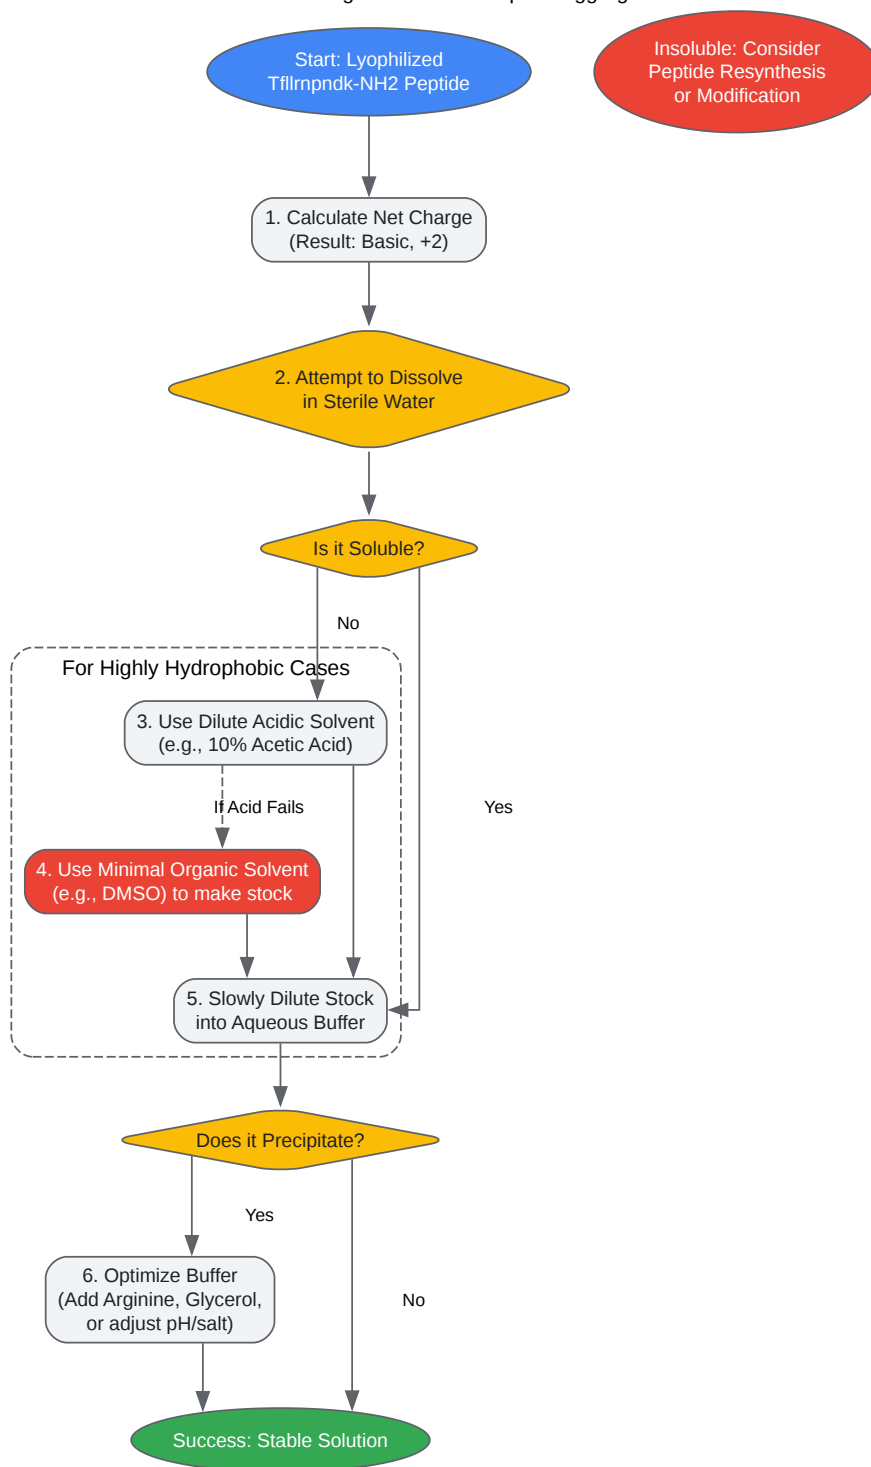 Start: Lyophilized
Tfllrnpndk-NH2 Peptide
Insoluble: Consider
Peptide Resynthesis
or Modification
1. Calculate Net Charge
(Result: Basic, +2)
2. Attempt to Dissolve
in Sterile Water
Is it Soluble?
No
For Highly Hydrophobic Cases
3. Use Dilute Acidic Solvent
(e.g., 10% Acetic Acid)
If Acid Fails
Yes
4. Use Minimal Organic Solvent
(e.g., DMSO) to make stock
5. Slowly Dilute Stock
into Aqueous Buffer
Does it Precipitate?
Yes
6. Optimize Buffer
(Add Arginine, Glycerol,
or adjust pH/salt)
No
Success: Stable Solution